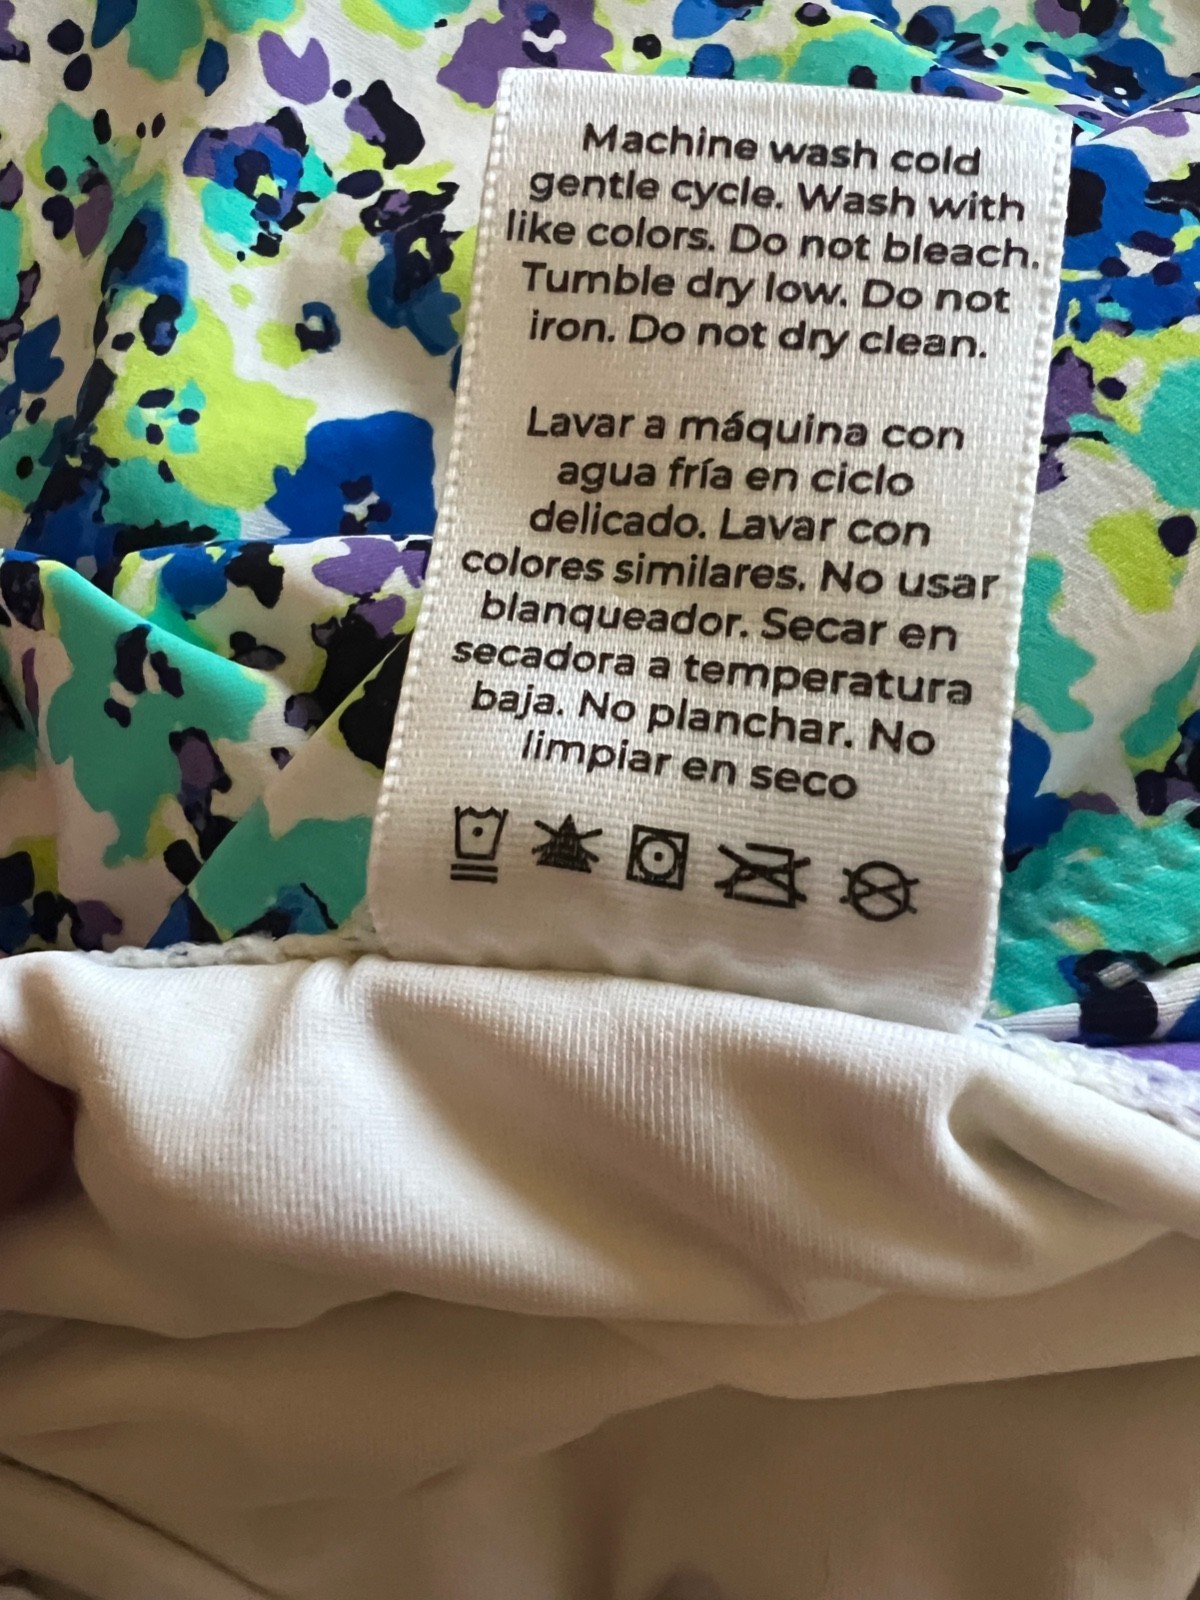 Machine wash cold
gentle cycle. Wash with
like colors. Do not bleach.
Tumble dry low. Do not
iron. Do not dry clean.
Lavar a máquina con
agua fría en ciclo
delicado. Lavar con
colores similares. No usar
blanqueador. Secar en
secadora a temperatura
baja. No planchar. No
limpiar en seco